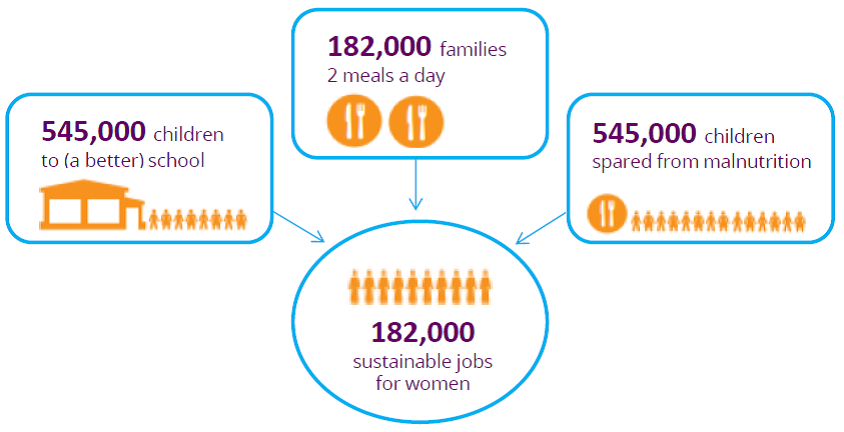 182,000 families
2 meals a day
545,000 children
to (a better) school
545,000 children
spared from malnutrition
182,000
sustainable jobs
for women